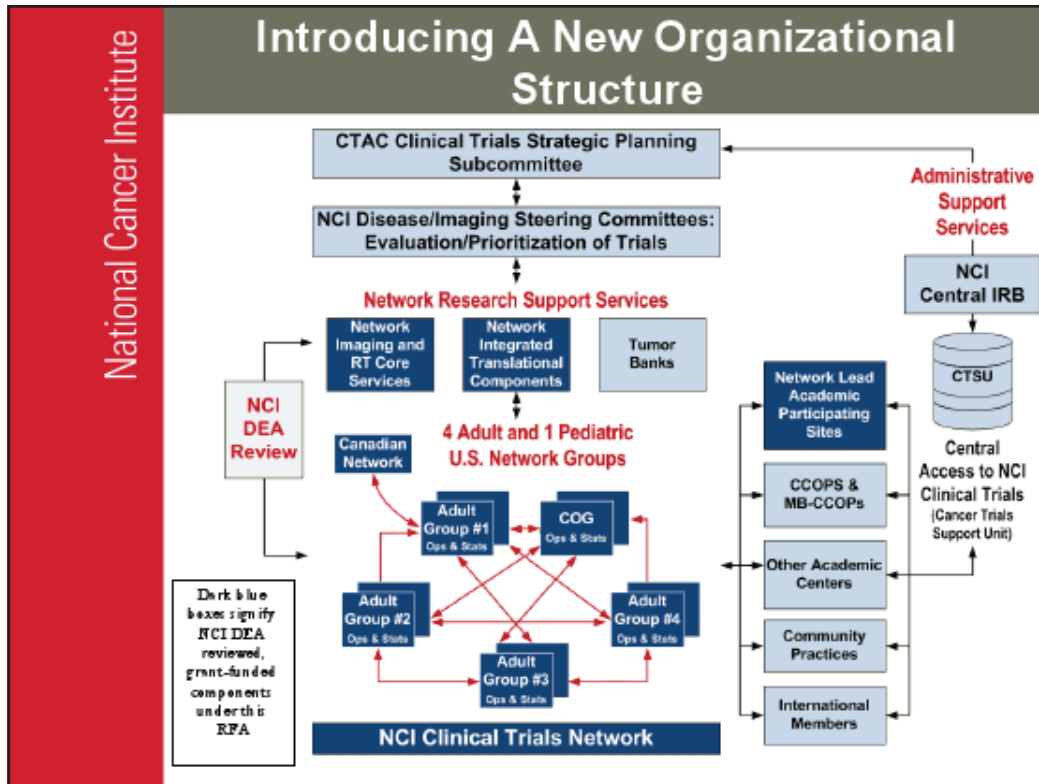 National Cancer Institute
Introducing A New Organizational
Structure
CTAC Clinical Trials Strategic Planning
Subcommittee
NCI Disease/Imaging Steering Committees:
Evaluation/Prioritization of Trials
Network Research Support Services
Network
Imaging and
RT Core
Services
Network
Integrated
Translational
Components
Tumor
Banks
NCI
DEA
Review
4 Adult and 1 Pediatric
U.S. Network Groups
Canadian
Network
Adult
Group #1
Ops & Stats
COG
Ops & Stats
Adult
Group #2
Ops & Stats
Adult
Group #4
Ops & Stats
Adult
Group #3
Ops & Stats
NCI Clinical Trials Network
Dark blue
boxes signify
NCI DEA
reviewed,
grant-funded
components
under this
RFA
Administrative
Support
Services
NCI
Central IRB
CTSU
Central
Access to NCI
Clinical Trials
(Cancer Trials
Support Unit)
Network Lead
Academic
Participating
Sites
CCOPS &
MB-CCOPs
Other Academic
Centers
Community
Practices
International
Members